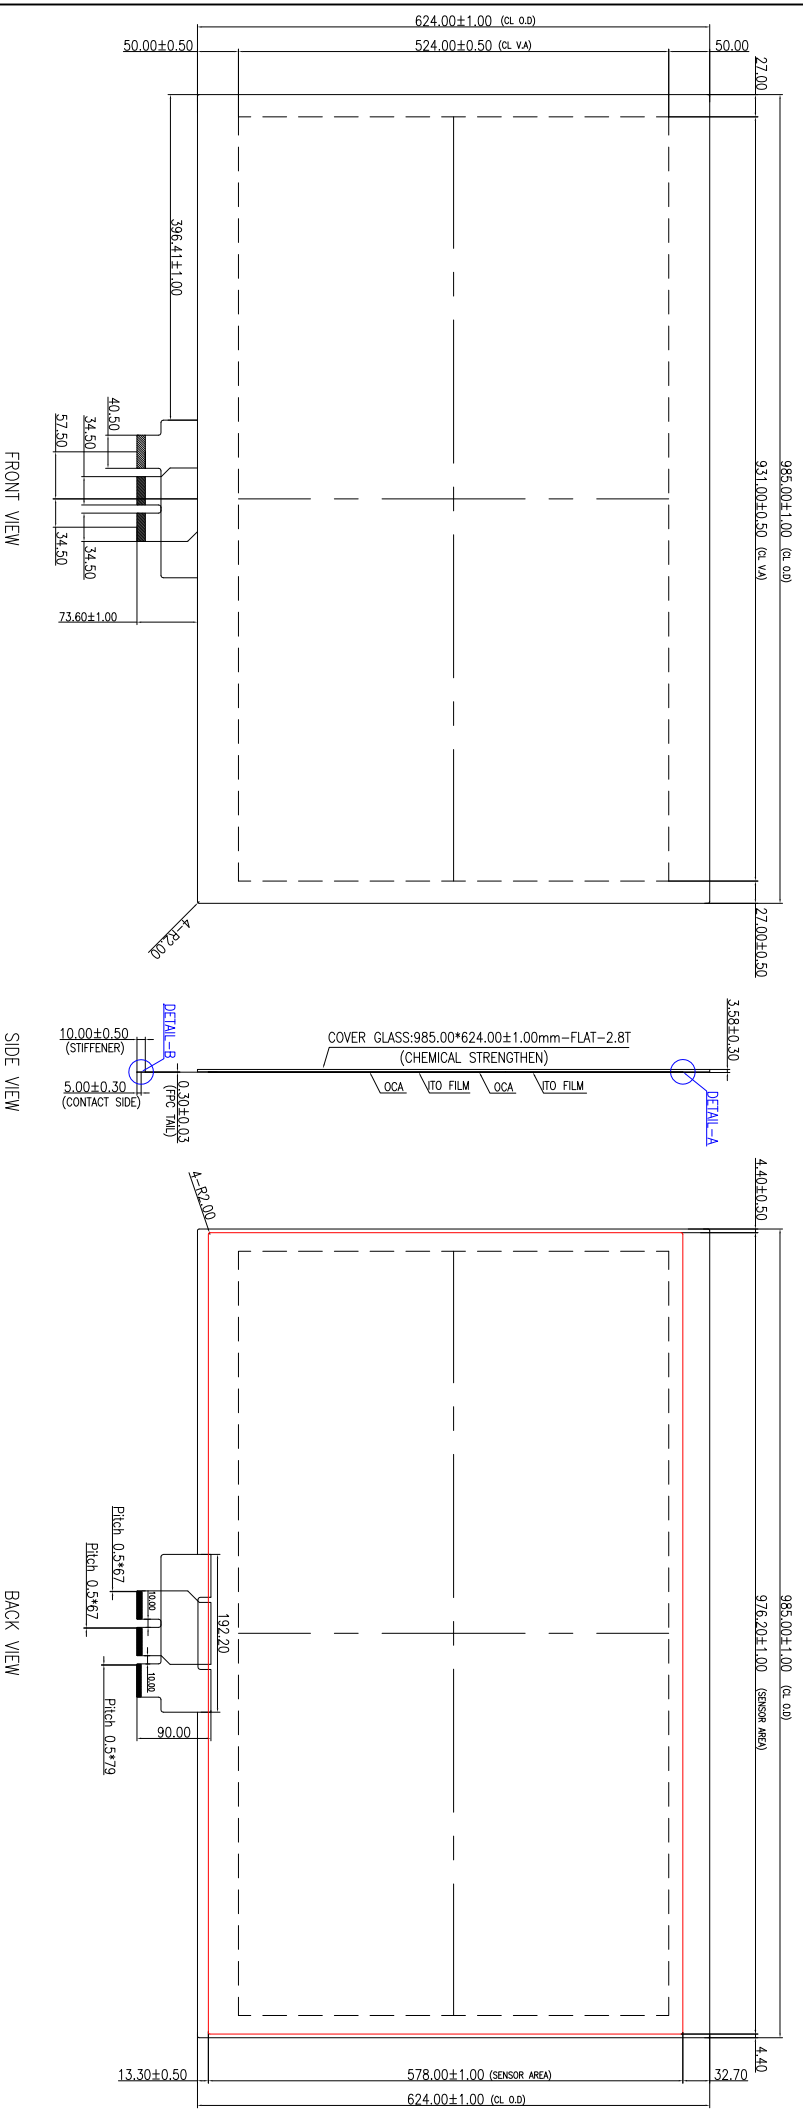 624.00±1.00 (CL O.D)
50.00±0.50
524.00±0.50 (CL V.A)
50.00
27.00
985.00±1.00 (CL O.D)
931.00±0.50 (CL V.A)
396.41±1.00
40.50
34.50
57.50
34.50
34.50
73.60±1.00
27.00±0.50
4-R2.00
FRONT VIEW
3.58±0.30
COVER GLASS:985.00*624.00±1.00mm-FLAT-2.8T
(CHEMICAL STRENGTHEN)
OCA
ITO FILM
OCA
ITO FILM
DETAIL-A
DETAIL-B
10.00±0.50
(STIFFENER)
5.00±0.30
(CONTACT SIDE)
0.30±0.03
(FPC TAIL)
SIDE VIEW
4.40±0.50
4-R2.00
985.00±1.00 (CL O.D)
976.20±1.00 (SENSOR AREA)
Pitch 0.5*67
Pitch 0.5*67
Pitch 0.5*79
10.00
10.00
192.20
90.00
4.40
13.30±0.50
578.00±1.00 (SENSOR AREA)
32.70
624.00±1.00 (CL O.D)
BACK VIEW